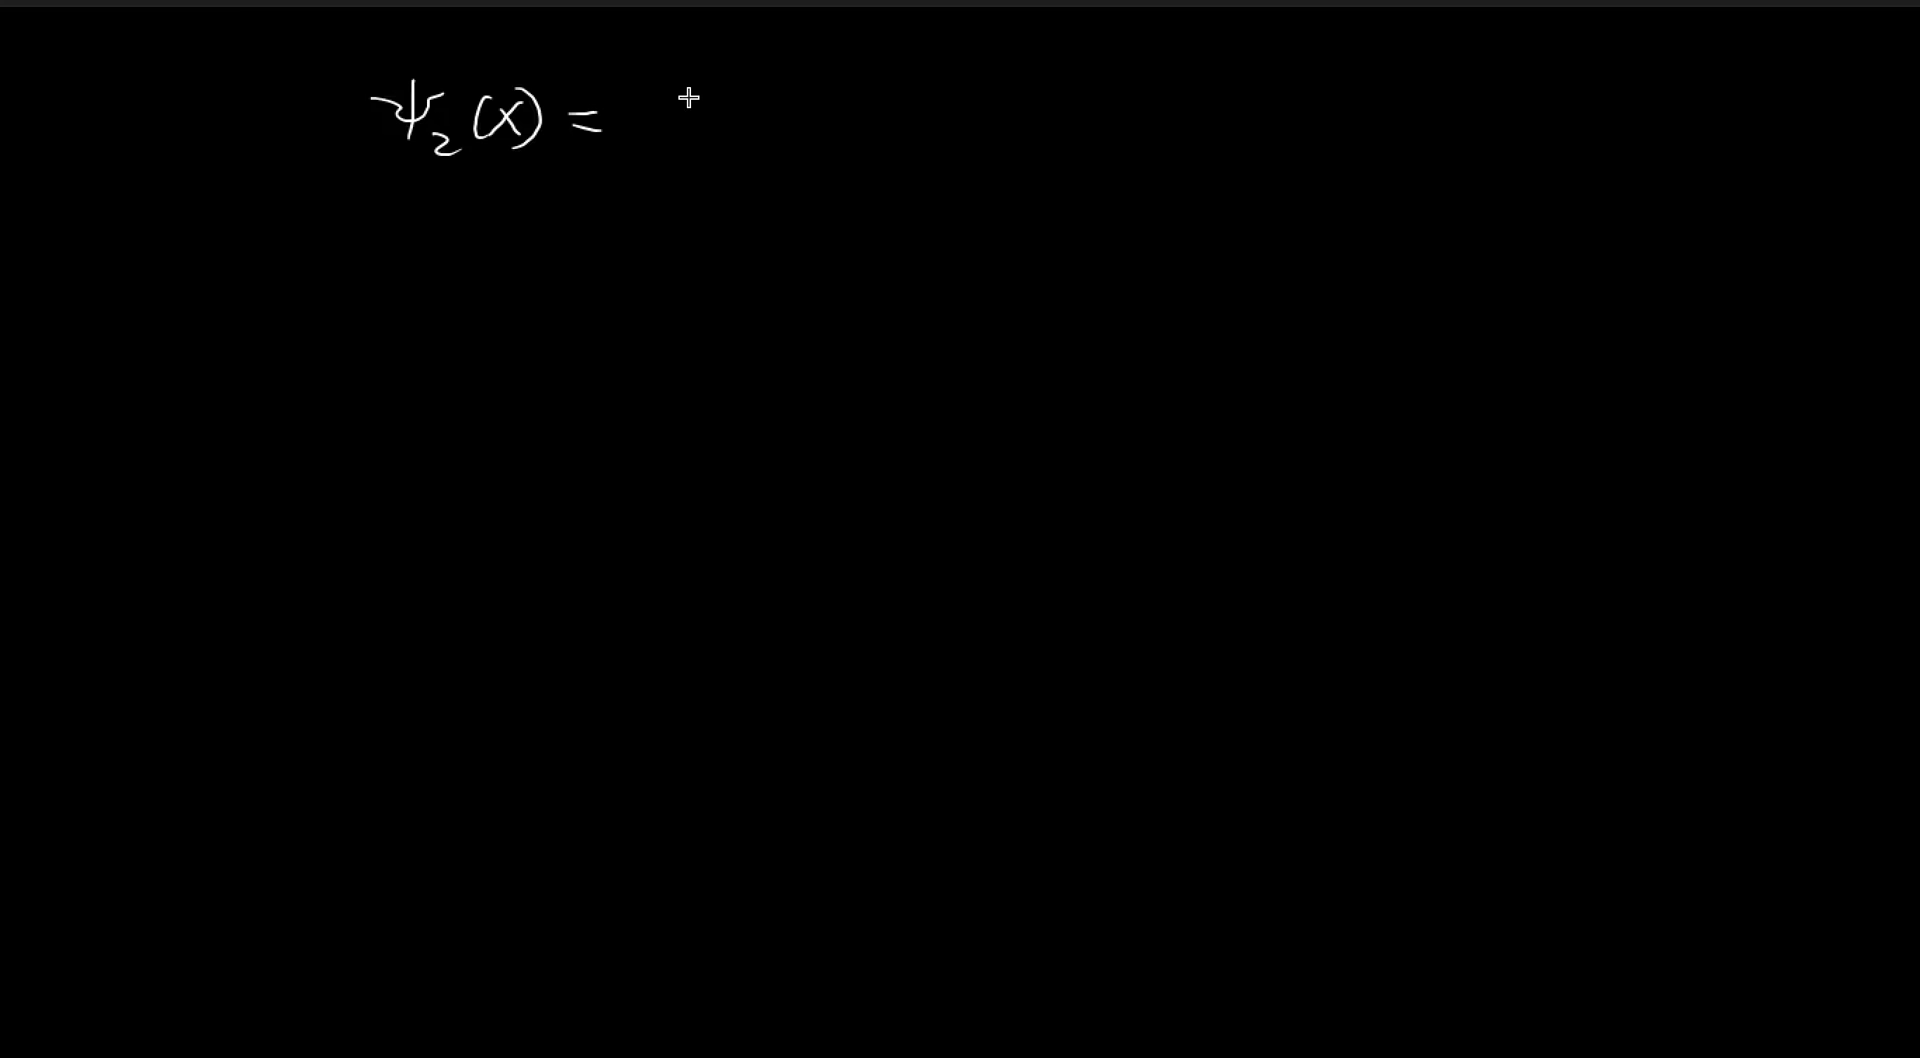 ψ₂(x) =